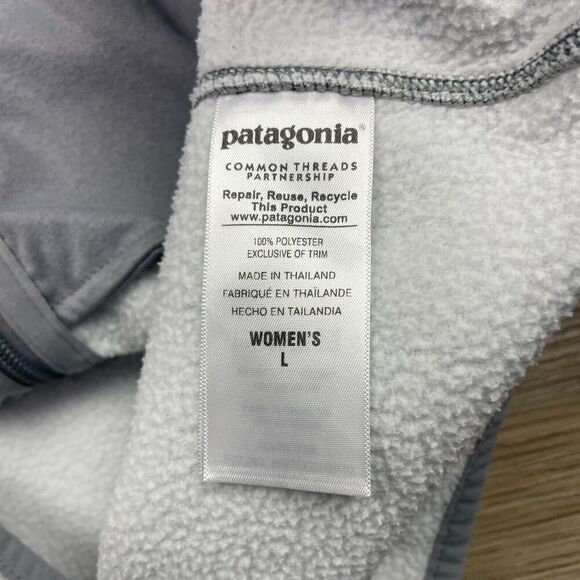 patagonia®
COMMON THREADS
PARTNERSHIP
Repair, Reuse, Recycle
This Product
www.patagonia.com
100% POLYESTER
EXCLUSIVE OF TRIM
MADE IN THAILAND
FABRIQUÉ EN THAÏLANDE
HECHO EN TAILANDIA
WOMEN'S
L